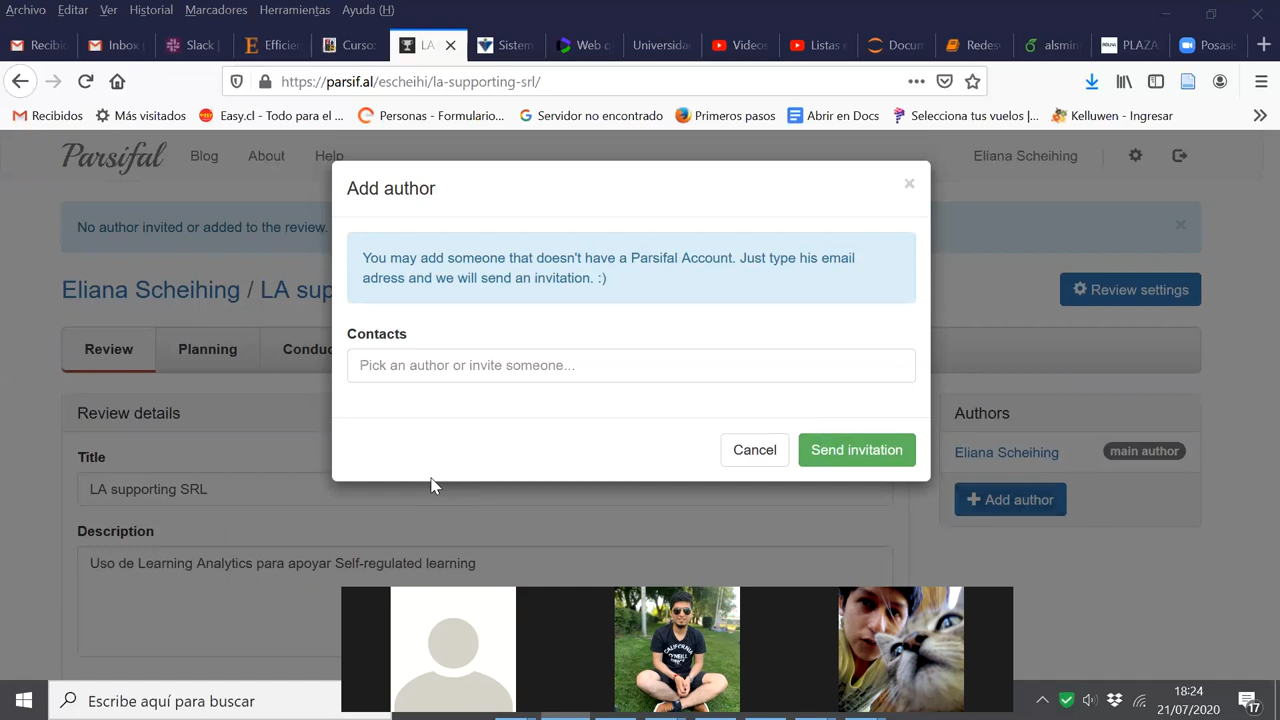 Archivo Editar Ver Historial Marcadores Herramientas Ayuda (H)
Recibi Inbox Slack Efficie Curso: LA Sistem Web Universida Videos Listas Docum Redes alsmin PLAZA Posasi
https://parsif.al/escheihi/la-supporting-srl/
Recibidos Más visitados Easy.cl - Todo para el ... Personas - Formulario... Servidor no encontrado Primeros pasos Abrir en Docs Selecciona tus vuelos |... Kelluwen - Ingresar
Parsifal Blog About Help Eliana Scheihing
Add author ×
No author invited or added to the review. ×
You may add someone that doesn't have a Parsifal Account. Just type his email
adress and we will send an invitation. :)
Eliana Scheihing / LA sup
Review settings
Contacts
Review Planning Conduc
Pick an author or invite someone...
Review details
Authors
Cancel Send invitation
Eliana Scheihing main author
Title
LA supporting SRL
Add author
Description
Uso de Learning Analytics para apoyar Self-regulated learning
CALIFORNIA
O'NEILL
Escribe aquí para buscar
18:24
21/07/2020
17